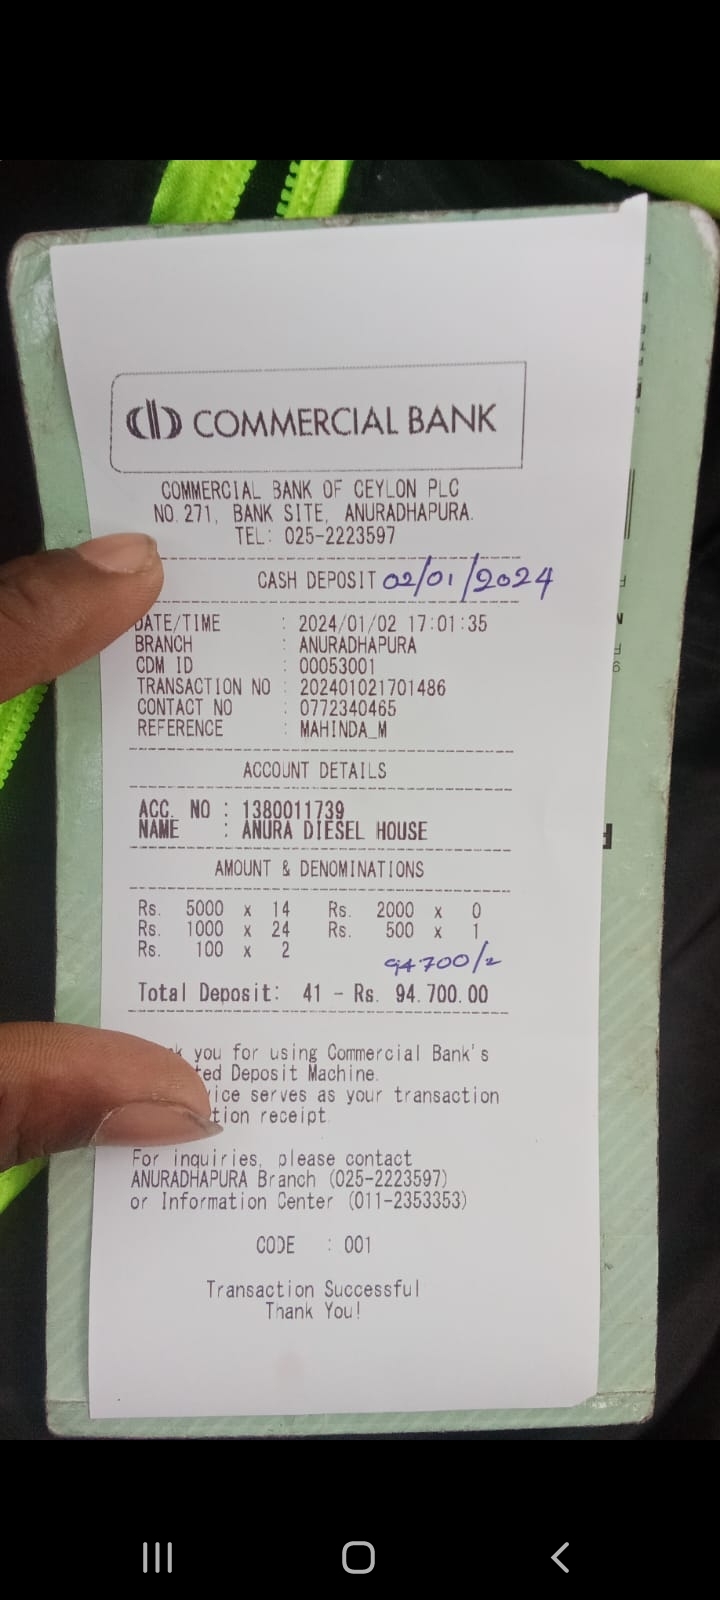 COMMERCIAL BANK
COMMERCIAL BANK OF CEYLON PLC
NO.271, BANK SITE, ANURADHAPURA.
TEL: 025-2223597
CASH DEPOSIT 02/01/2024
DATE/TIME : 2024/01/02 17:01:35
BRANCH : ANURADHAPURA
CDM ID : 00053001
TRANSACTION NO : 202401021701486
CONTACT NO : 0772340465
REFERENCE : MAHINDA_M
ACCOUNT DETAILS
ACC. NO : 1380011739
NAME : ANURA DIESEL HOUSE
AMOUNT & DENOMINATIONS
Rs. 5000 x 14 Rs. 2000 x 0
Rs. 1000 x 24 Rs. 500 x 1
Rs. 100 x 2
94700/=
Total Deposit: 41 - Rs. 94,700.00
you for using Commercial Bank's
Deposit Machine.
serves as your transaction
receipt.
For inquiries, please contact
ANURADHAPURA Branch (025-2223597)
or Information Center (011-2353353)
CODE : 001
Transaction Successful
Thank You!